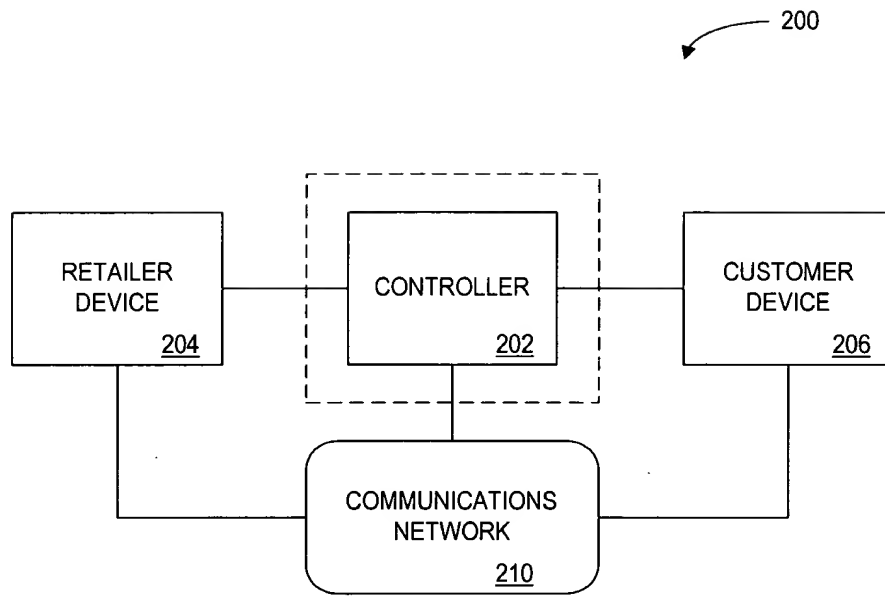 200
RETAILER
DEVICE
204
CONTROLLER
202
CUSTOMER
DEVICE
206
COMMUNICATIONS
NETWORK
210